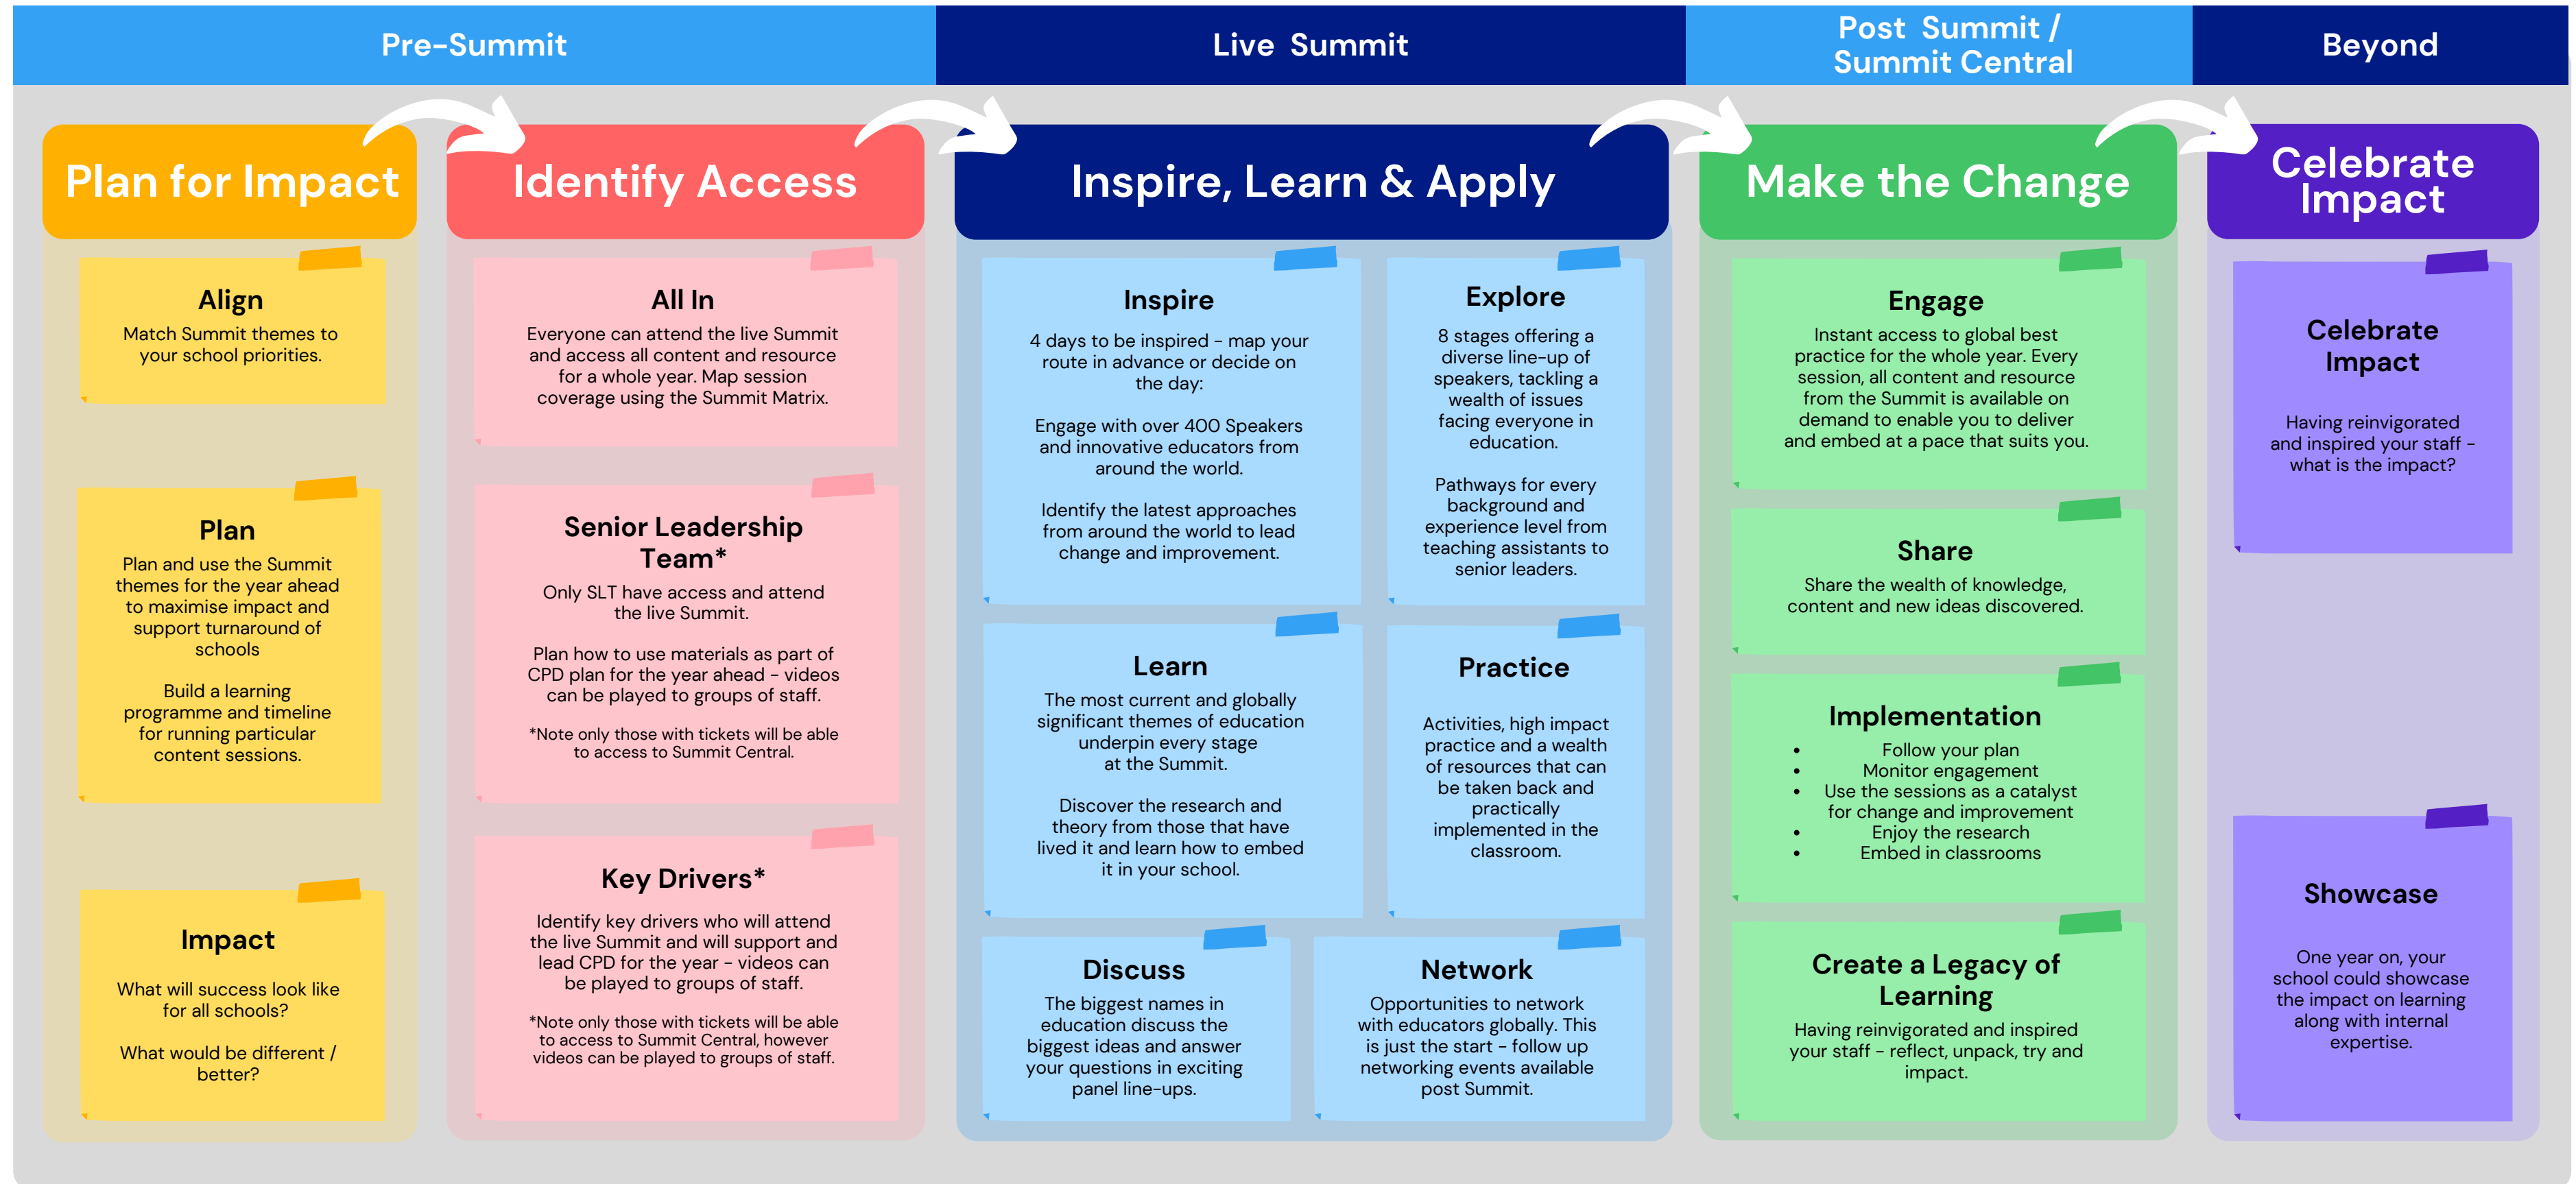 Pre-Summit
Live Summit
Post Summit /
Summit Central
Beyond
Plan for Impact
Align
Match Summit themes to
your school priorities.
Plan
Plan and use the Summit
themes for the year ahead
to maximise impact and
support turnaround of
schools
Build a learning
programme and timeline
for running particular
content sessions.
Impact
What will success look like
for all schools?
What would be different /
better?
Identify Access
All In
Everyone can attend the live Summit
and access all content and resource
for a whole year. Map session
coverage using the Summit Matrix.
Senior Leadership
Team*
Only SLT have access and attend
the live Summit.
Plan how to use materials as part of
CPD plan for the year ahead - videos
can be played to groups of staff.
*Note only those with tickets will be able
to access to Summit Central.
Key Drivers*
Identify key drivers who will attend
the live Summit and will support and
lead CPD for the year - videos can
be played to groups of staff.
*Note only those with tickets will be able
to access to Summit Central, however
videos can be played to groups of staff.
Inspire, Learn & Apply
Inspire
4 days to be inspired - map your
route in advance or decide on
the day:
Engage with over 400 Speakers
and innovative educators from
around the world.
Identify the latest approaches
from around the world to lead
change and improvement.
Explore
8 stages offering a
diverse line-up of
speakers, tackling a
wealth of issues
facing everyone in
education.
Pathways for every
background and
experience level from
teaching assistants to
senior leaders.
Learn
The most current and globally
significant themes of education
underpin every stage
at the Summit.
Discover the research and
theory from those that have
lived it and learn how to embed
it in your school.
Practice
Activities, high impact
practice and a wealth
of resources that can
be taken back and
practically
implemented in the
classroom.
Discuss
The biggest names in
education discuss the
biggest ideas and answer
your questions in exciting
panel line-ups.
Network
Opportunities to network
with educators globally. This
is just the start - follow up
networking events available
post Summit.
Make the Change
Engage
Instant access to global best
practice for the whole year. Every
session, all content and resource
from the Summit is available on
demand to enable you to deliver
and embed at a pace that suits you.
Share
Share the wealth of knowledge,
content and new ideas discovered.
Implementation
• Follow your plan
• Monitor engagement
• Use the sessions as a catalyst
for change and improvement
• Enjoy the research
• Embed in classrooms
Create a Legacy of
Learning
Having reinvigorated and inspired
your staff - reflect, unpack, try and
impact.
Celebrate
Impact
Celebrate
Impact
Having reinvigorated
and inspired your staff -
what is the impact?
Showcase
One year on, your
school could showcase
the impact on learning
along with internal
expertise.